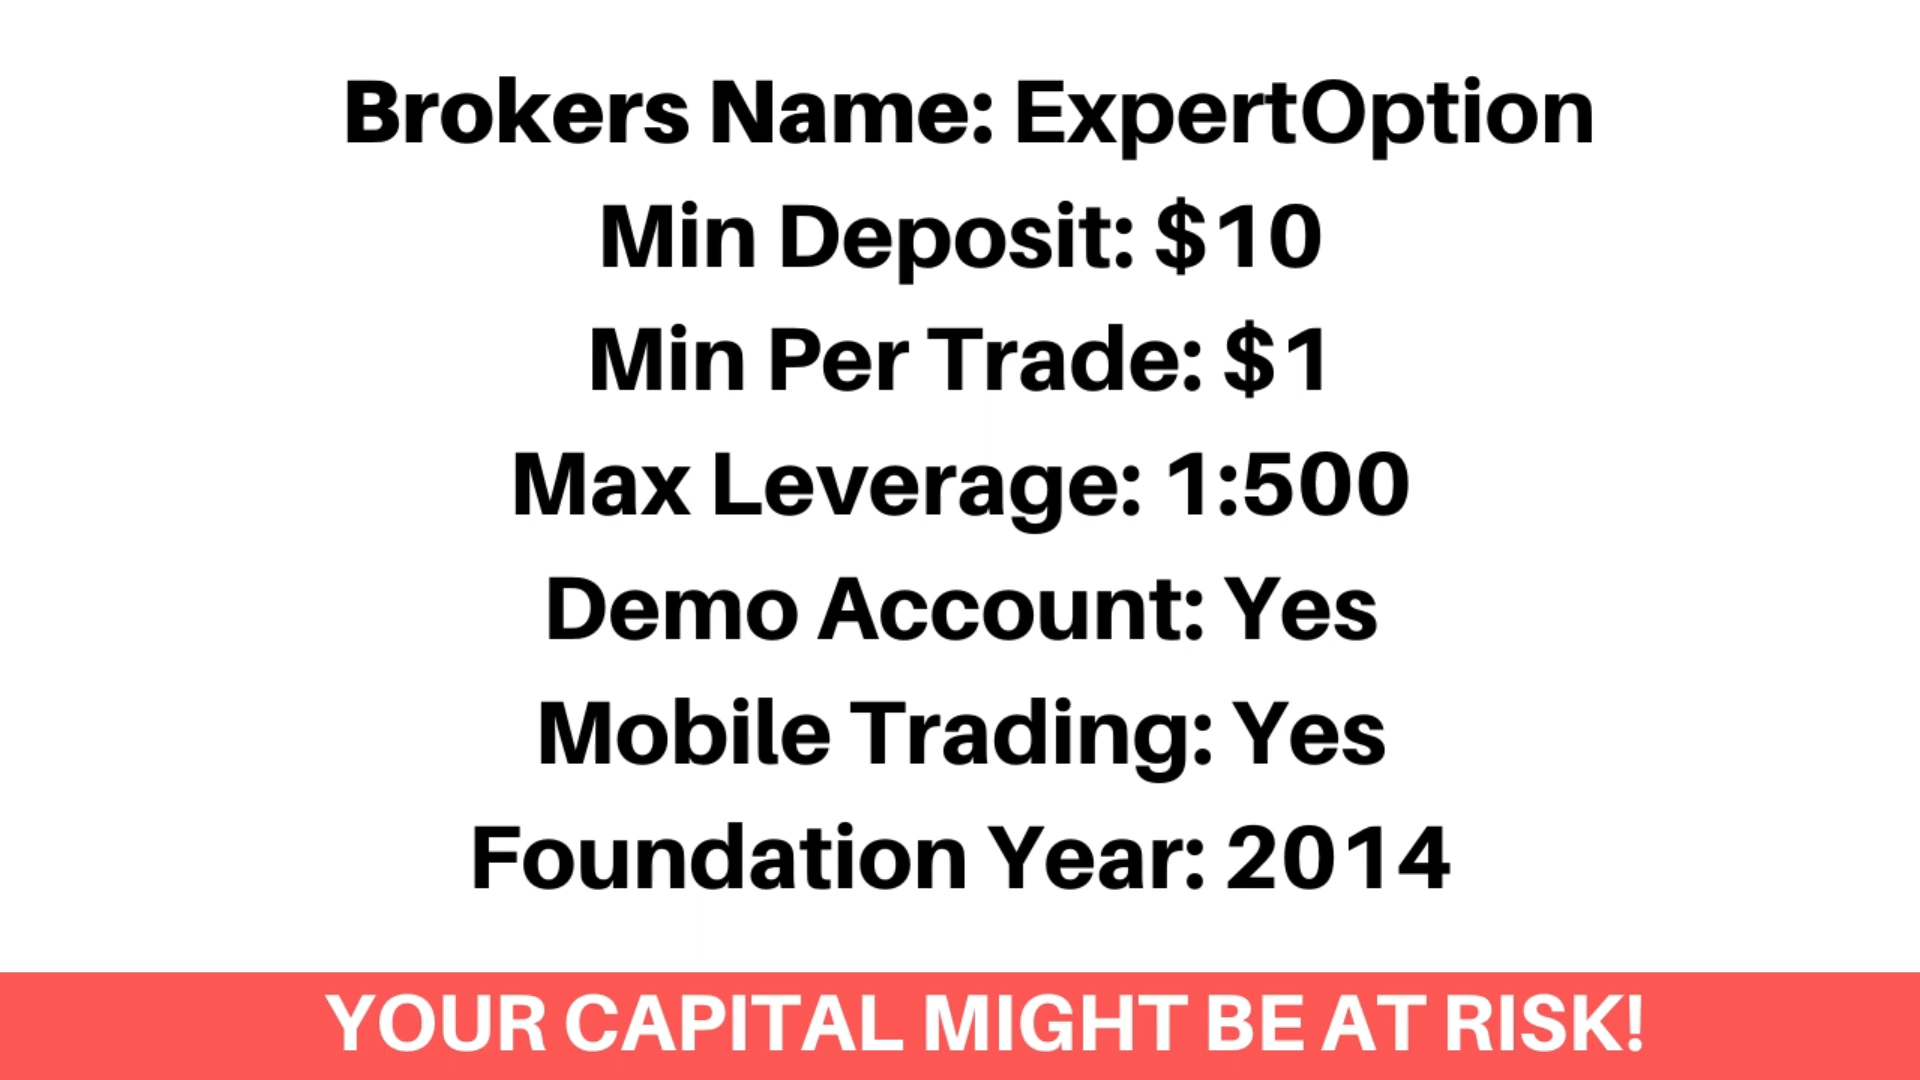 Brokers Name: ExpertOption
Min Deposit: $10
Min Per Trade: $1
Max Leverage: 1:500
Demo Account: Yes
Mobile Trading: Yes
Foundation Year: 2014
YOUR CAPITAL MIGHT BE AT RISK!